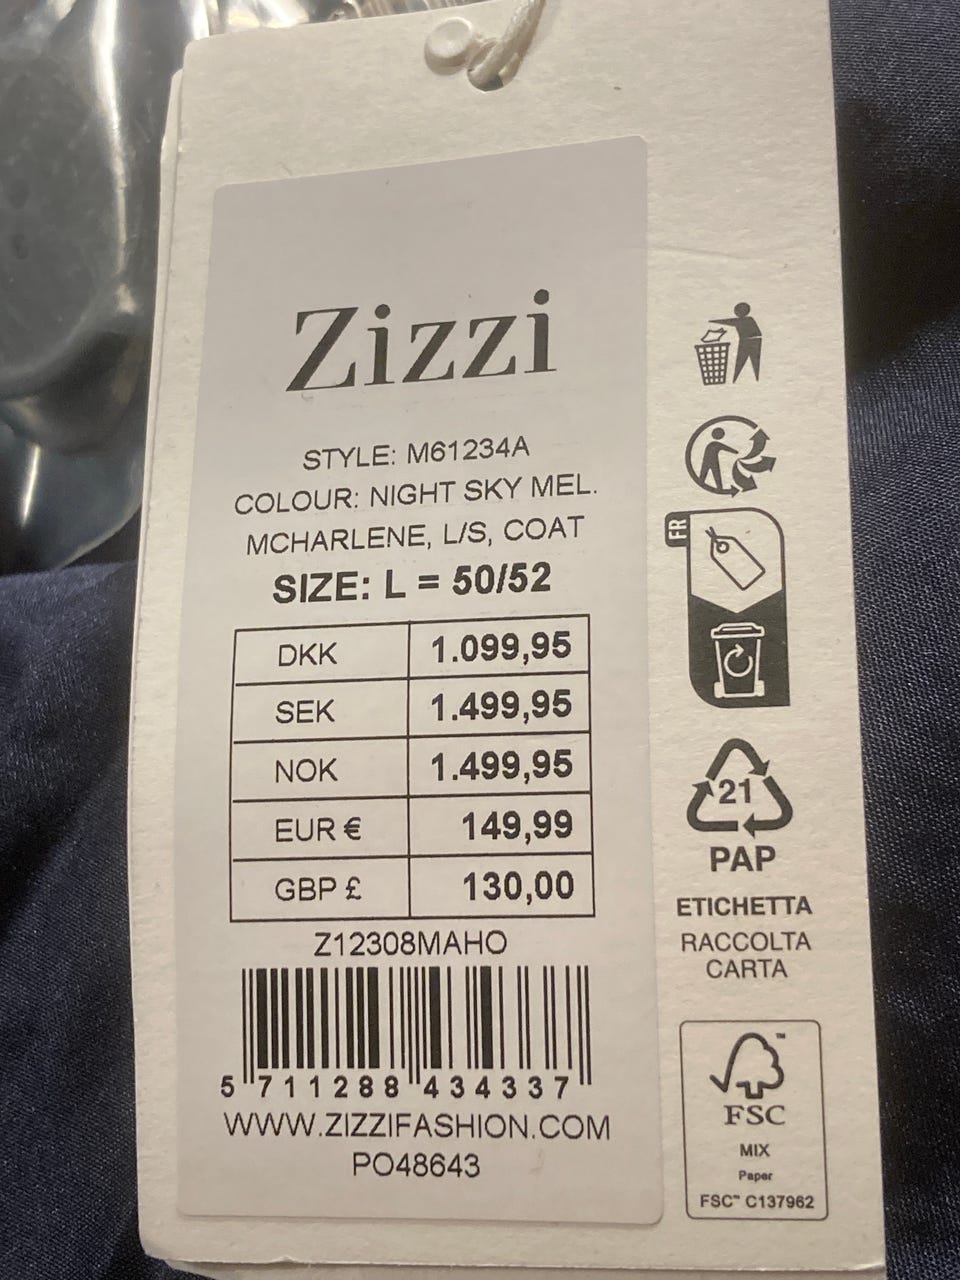 Zizzi
STYLE: M61234A
COLOUR: NIGHT SKY MEL.
MCHARLENE, L/S, COAT
SIZE: L = 50/52
DKK 1.099,95
SEK 1.499,95
NOK 1.499,95
EUR € 149,99
GBP £ 130,00
Z12308MAHO
5 711288 434337
WWW.ZIZZIFASHION.COM
PO48643
FR
21
PAP
ETICHETTA
RACCOLTA
CARTA
FSC™
MIX
Paper
FSC™ C137962